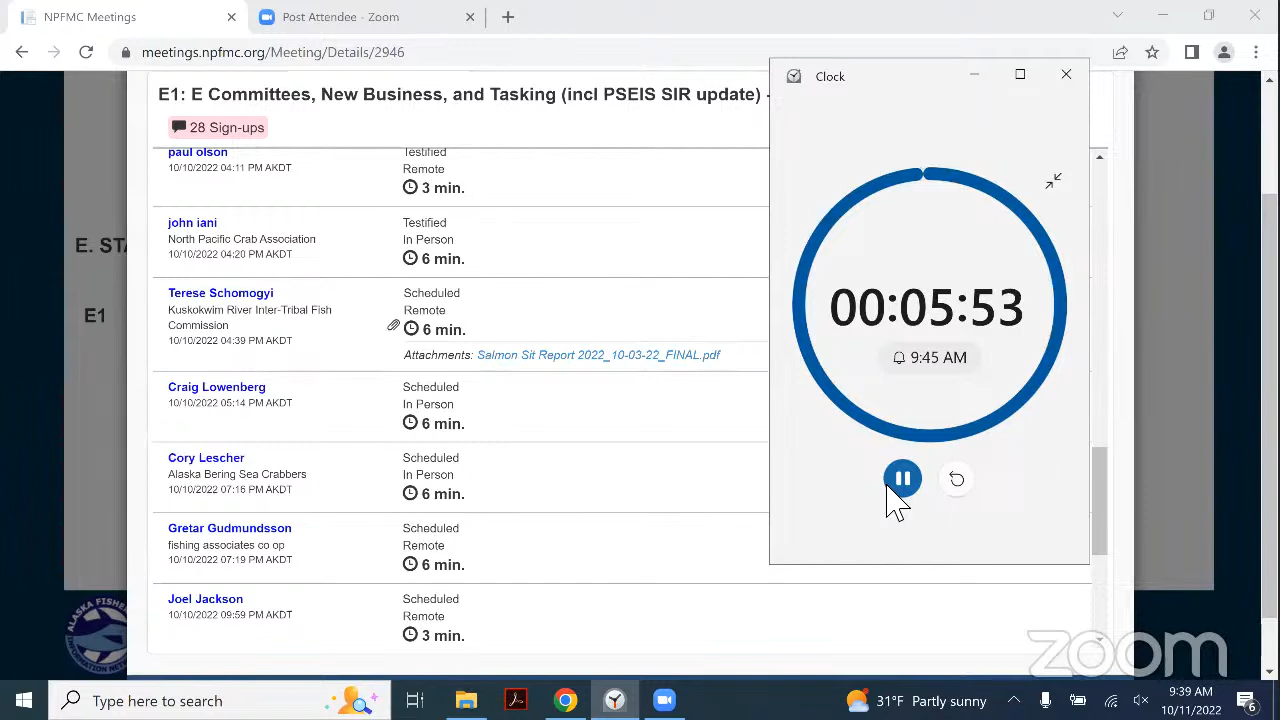 NPFMC Meetings
Post Attendee - Zoom
meetings.npfmc.org/Meeting/Details/2946
Clock
E1: E Committees, New Business, and Tasking (incl PSEIS SIR update) -
28 Sign-ups
paul olson
10/10/2022 04:11 PM AKDT
Testified
Remote
3 min.
E. STA
john iani
North Pacific Crab Association
10/10/2022 04:20 PM AKDT
Testified
In Person
6 min.
E1
Terese Schomogyi
Kuskokwim River Inter-Tribal Fish
Commission
10/10/2022 04:39 PM AKDT
Scheduled
Remote
6 min.
Attachments: Salmon Sit Report 2022_10-03-22_FINAL.pdf
00:05:53
9:45 AM
Craig Lowenberg
10/10/2022 05:14 PM AKDT
Scheduled
In Person
6 min.
Cory Lescher
Alaska Bering Sea Crabbers
10/10/2022 07:16 PM AKDT
Scheduled
In Person
6 min.
Gretar Gudmundsson
fishing associates co op
10/10/2022 07:19 PM AKDT
Scheduled
Remote
6 min.
Joel Jackson
10/10/2022 09:59 PM AKDT
Scheduled
Remote
3 min.
ALASKA FISHER
INFORMATION NET
zoom
Type here to search
31°F Partly sunny
9:39 AM
10/11/2022
6